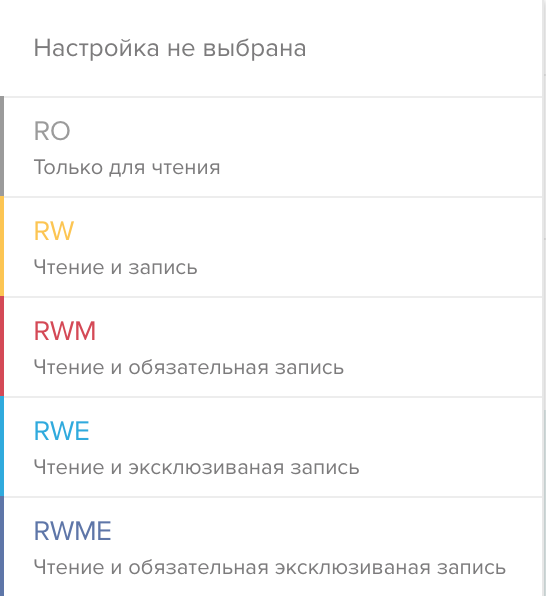 Настройка не выбрана
RO
Только для чтения
RW
Чтение и запись
RWM
Чтение и обязательная запись
RWE
Чтение и эксклюзиваная запись
RWME
Чтение и обязательная эксклюзиваная запись